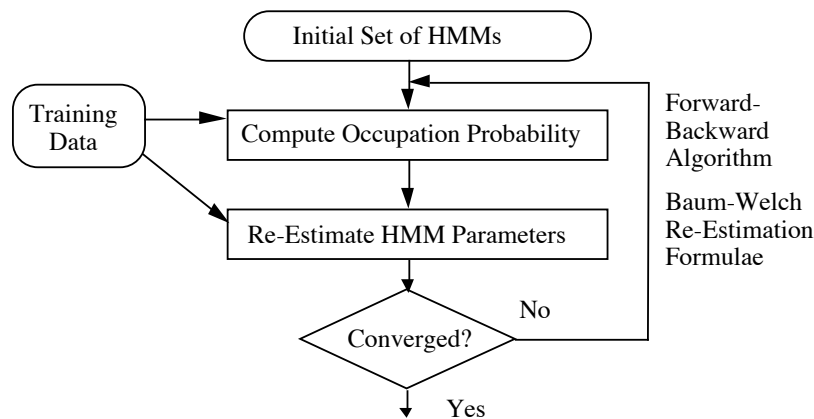 Initial Set of HMMs
Training
Data
Compute Occupation Probability
Forward-
Backward
Algorithm
Re-Estimate HMM Parameters
Baum-Welch
Re-Estimation
Formulae
Converged?
No
Yes